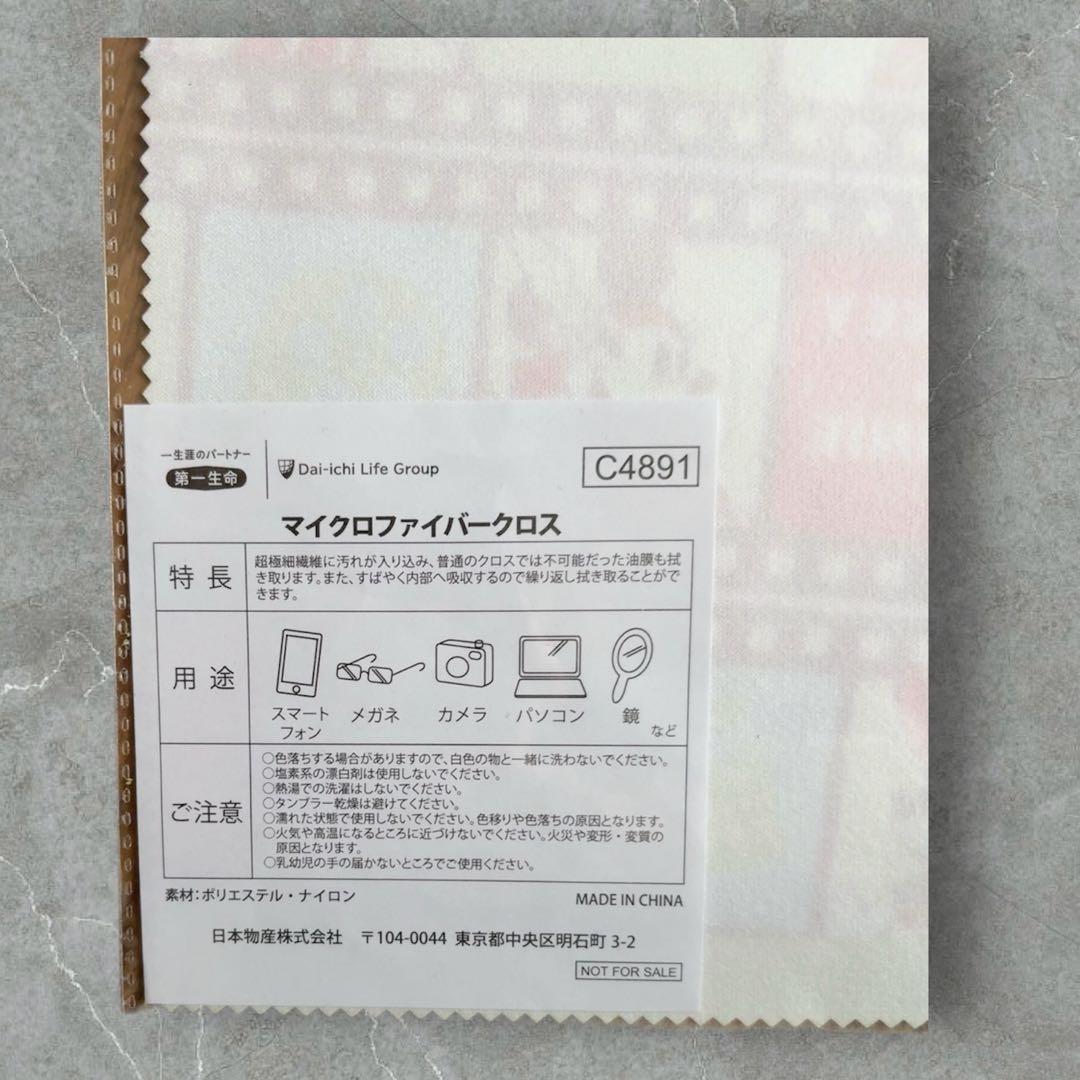 一生涯のパートナー
第一生命
Dai-ichi Life Group
C4891
マイクロファイバークロス
特長
超極細繊維に汚れが入り込み、普通のクロスでは不可能だった油膜も拭
き取ります。また、すばやく内部へ吸収するので繰り返し拭き取ることがで
きます。
用途
スマート
フォン
メガネ
カメラ
パソコン
鏡
など
ご注意
○色落ちする場合がありますので、白色の物と一緒に洗わないでください。
○塩素系の漂白剤は使用しないでください。
○熱湯での洗濯はしないでください。
○タンブラー乾燥は避けてください。
○濡れた状態で使用しないでください。色移りや色落ちの原因となります。
○火気や高温になるところに近づけないでください。火災や変形・変質の
原因となります。
○乳幼児の手の届かないところでご使用ください。
素材：ポリエステル・ナイロン
MADE IN CHINA
日本物産株式会社 〒104-0044 東京都中央区明石町 3-2
NOT FOR SALE